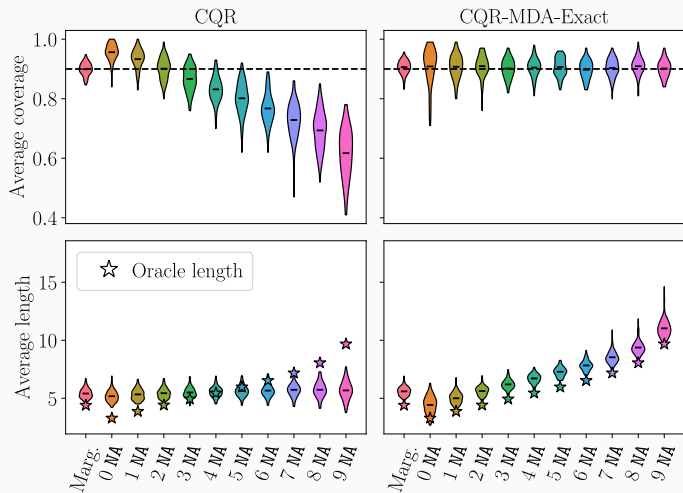 CQR
CQR-MDA-Exact
Average coverage
1.0
0.8
0.6
0.4
Average length
15
10
5
Oracle length
Marg.
0 NA
1 NA
2 NA
3 NA
4 NA
5 NA
6 NA
7 NA
8 NA
9 NA
Marg.
0 NA
1 NA
2 NA
3 NA
4 NA
5 NA
6 NA
7 NA
8 NA
9 NA